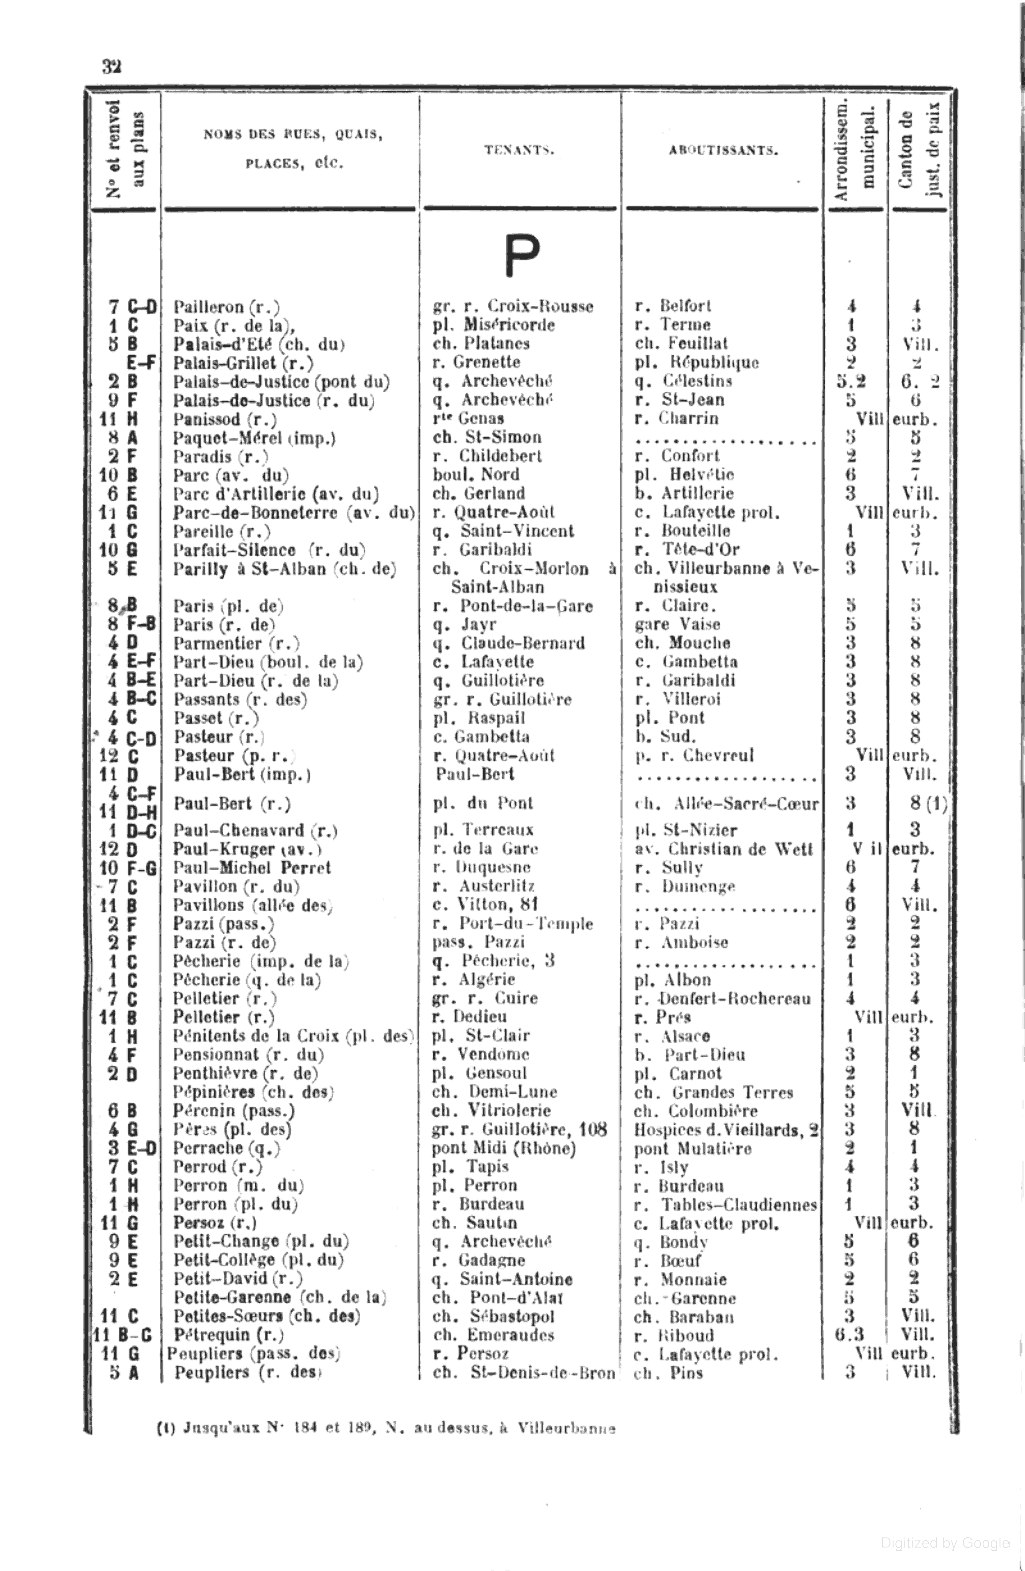 32
N° et renvoi aux plans NOMS DES RUES, QUAIS, PLACES, etc. TENANTS. ABOUTISSANTS. Arrondissem. municipal. Canton de just. de paix
P
7 C-D Pailleron (r.) gr. r. Croix-Rousse r. Belfort 4 4
1 C Paix (r. de la), pl. Miséricorde r. Terme 1 3
5 B Palais-d'Eté (ch. du) ch. Platanes ch. Feuillat 3 Vill.
E-F Palais-Grillet (r.) r. Grenette pl. République 2 2
2 B Palais-de-Justice (pont du) q. Archevêché q. Célestins 5.2 6. 2
9 F Palais-de-Justice (r. du) q. Archevêché r. St-Jean 5 6
11 H Panissod (r.) rte Genas r. Charrin Vill eurb.
8 A Paquet-Mérel (imp.) ch. St-Simon .................. 5 5
2 F Paradis (r.) r. Childebert r. Confort 2 2
10 B Parc (av. du) boul. Nord pl. Helvétie 6 7
6 E Parc d'Artillerie (av. du) ch. Gerland b. Artillerie 3 Vill.
11 G Parc-de-Bonneterre (av. du) r. Quatre-Août c. Lafayette prol. Vill eurb.
1 C Pareille (r.) q. Saint-Vincent r. Bouteille 1 3
10 G Parfait-Silence (r. du) r. Garibaldi r. Tête-d'Or 6 7
5 E Parilly à St-Alban (ch. de) ch. Croix-Morlon à ch. Villeurbanne à Ve- 3 Vill.
Saint-Alban nissieux
8 B Paris (pl. de) r. Pont-de-la-Gare r. Claire. 5 5
8 F-B Paris (r. de) q. Jayr gare Vaise 5 5
4 D Parmentier (r.) q. Claude-Bernard ch. Mouche 3 8
4 E-F Part-Dieu (boul. de la) c. Lafayette c. Gambetta 3 8
4 B-E Part-Dieu (r. de la) q. Guillotière r. Garibaldi 3 8
4 B-C Passants (r. des) gr. r. Guillotière r. Villeroi 3 8
4 C Passet (r.) pl. Raspail pl. Pont 3 8
4 C-D Pasteur (r.) c. Gambetta b. Sud. 3 8
12 C Pasteur (p. r. r. Quatre-Août p. r. Chevreul Vill eurb.
11 D Paul-Bert (imp.) Paul-Bert .................. 3 Vill.
4 C-F
11 D-H Paul-Bert (r.) pl. du Pont ch. Allée-Sacré-Cœur 3 8 (1)
1 D-C Paul-Chenavard (r.) pl. Terreaux pl. St-Nizier 1 3
12 D Paul-Kruger (av.) r. de la Gare av. Christian de Wett V il eurb.
10 F-G Paul-Michel Perret r. Duquesne r. Sully 6 7
7 C Pavillon (r. du) r. Austerlitz r. Dumenge 4 4
11 B Pavillons (allée des) c. Vitton, 81 .................. 6 Vill.
2 F Pazzi (pass.) r. Port-du-Temple r. Pazzi 2 2
2 F Pazzi (r. de) pass. Pazzi r. Amboise 2 2
1 C Pêcherie (imp. de la) q. Pêcherie, 3 .................. 1 3
1 C Pêcherie (q. de la) r. Algérie pl. Albon 1 3
7 C Pelletier (r.) gr. r. Cuire r. Denfert-Rochereau 4 4
11 B Pelletier (r.) r. Dedieu r. Prés Vill eurb.
1 H Pénitents de la Croix (pl. des) pl. St-Clair r. Alsace 1 3
4 F Pensionnat (r. du) r. Vendôme b. Part-Dieu 3 8
2 D Penthièvre (r. de) pl. Gensoul pl. Carnot 2 1
Pépinières (ch. des) ch. Demi-Lune ch. Grandes Terres 5 5
6 B Pérenin (pass.) ch. Vitriolerie ch. Colombière 3 Vill.
4 G Pères (pl. des) gr. r. Guillotière, 108 Hospices d. Vieillards, 2 3 8
3 E-D Perrache (q.) pont Midi (Rhône) pont Mulatière 2 1
7 C Perrod (r.) pl. Tapis r. Isly 4 4
1 H Perron (m. du) pl. Perron r. Burdeau 1 3
1 H Perron (pl. du) r. Burdeau r. Tables-Claudiennes 1 3
11 G Persoz (r.) ch. Sautin c. Lafayette prol. Vill eurb.
9 E Petit-Change (pl. du) q. Archevêché q. Bondy 5 6
9 E Petit-Collège (pl. du) r. Gadagne r. Bœuf 5 6
2 E Petit-David (r.) q. Saint-Antoine r. Monnaie 2 2
Petite-Garenne (ch. de la) ch. Pont-d'Alaï ch. Garenne 5 5
11 C Petites-Sœurs (ch. des) ch. Sébastopol ch. Baraban 3 Vill.
11 B-C Pétrequin (r.) ch. Emeraudes r. Riboud 6.3 Vill.
11 G Peupliers (pass. des) r. Persoz c. Lafayette prol. Vill eurb.
5 A Peupliers (r. des) ch. St-Denis-de-Bron ch. Pins 3 Vill.
(1) Jusqu'aux N° 184 et 189, N. au dessus, à Villeurbanne
Digitized by Google